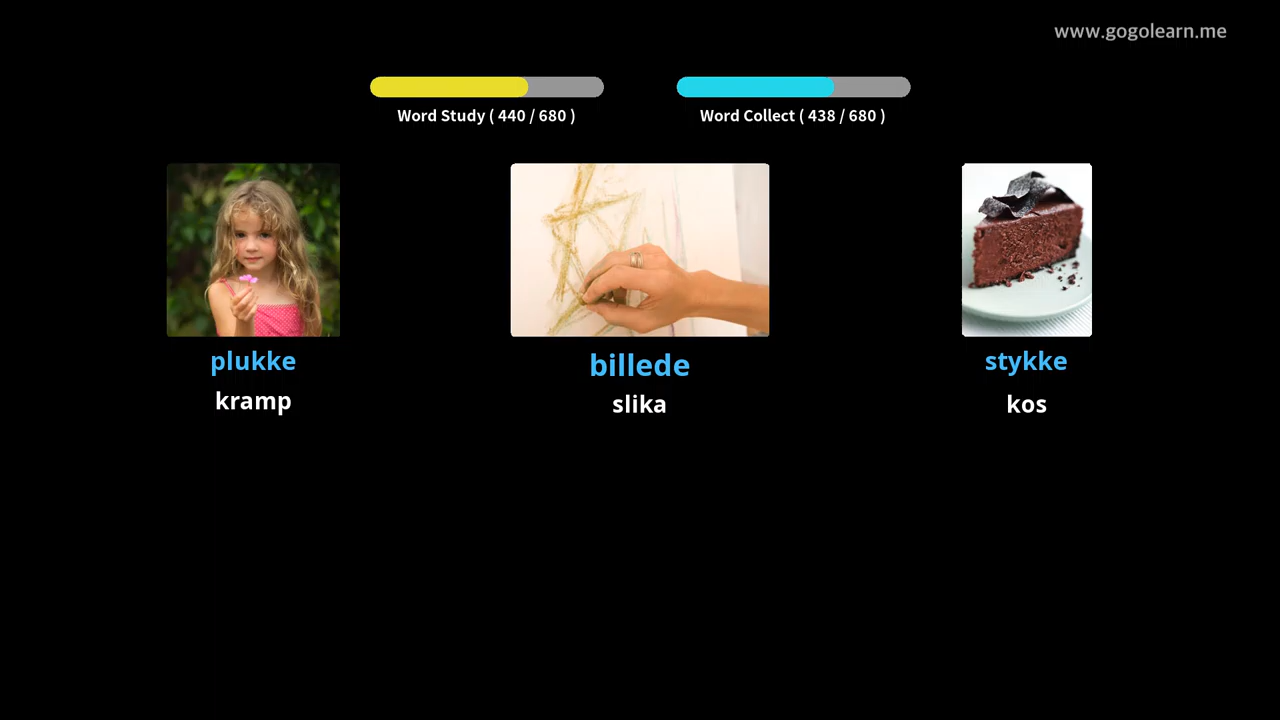 www.gogolearn.me
Word Study ( 440 / 680 )
Word Collect ( 438 / 680 )
plukke
kramp
billede
slika
stykke
kos